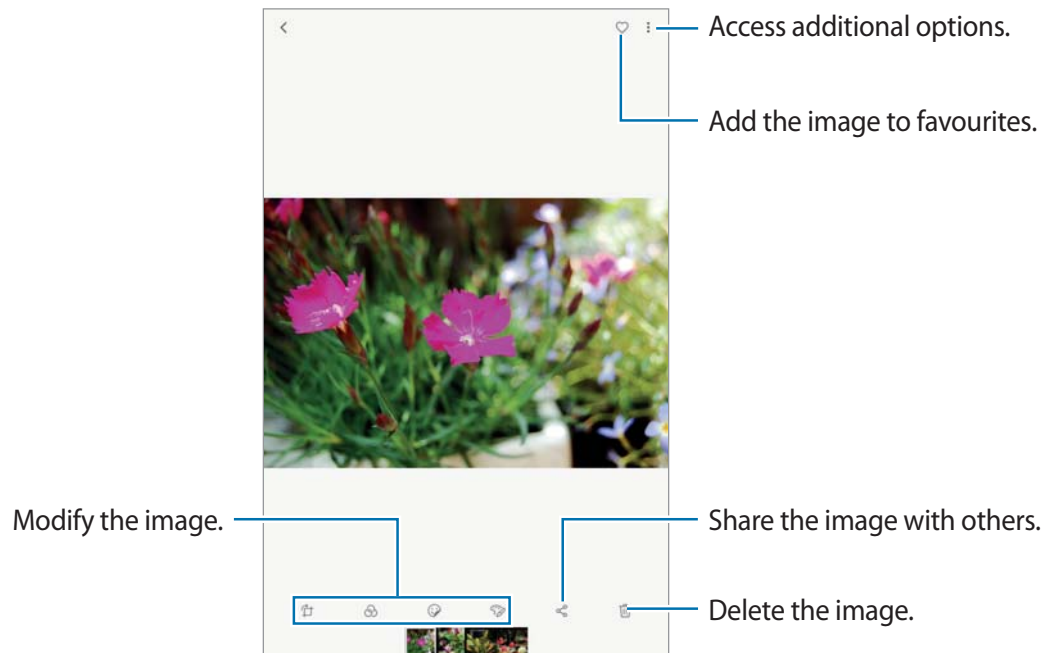 Access additional options.
Add the image to favourites.
Modify the image.
Share the image with others.
Delete the image.